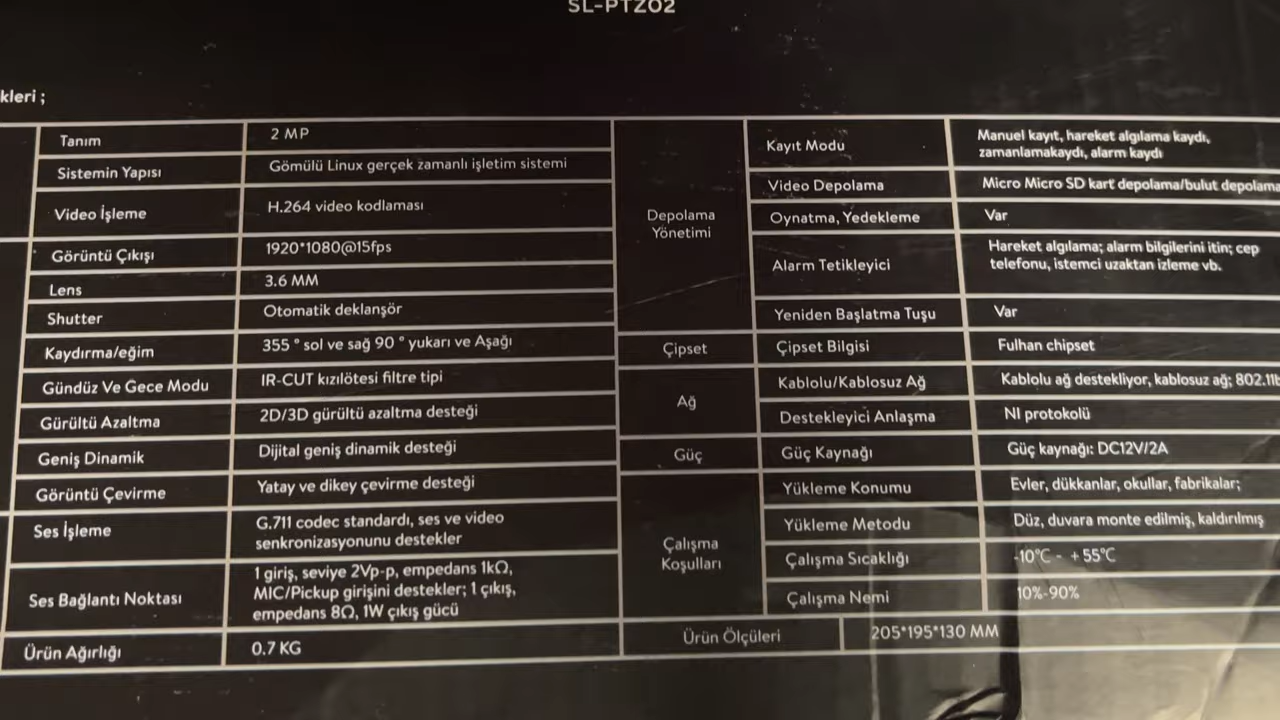 SL-PTZ02
kleri ;
Tanım
2 MP
Sistemin Yapısı
Gömülü Linux gerçek zamanlı işletim sistemi
Video İşleme
H.264 video kodlaması
Görüntü Çıkışı
1920*1080@15fps
Lens
3.6 MM
Shutter
Otomatik deklanşör
Kaydırma/eğim
355 ° sol ve sağ 90 ° yukarı ve Aşağı
Gündüz Ve Gece Modu
IR-CUT kızılötesi filtre tipi
Gürültü Azaltma
2D/3D gürültü azaltma desteği
Geniş Dinamik
Dijital geniş dinamik desteği
Görüntü Çevirme
Yatay ve dikey çevirme desteği
Ses İşleme
G.711 codec standardı, ses ve video
senkronizasyonunu destekler
Ses Bağlantı Noktası
1 giriş, seviye 2Vp-p, empedans 1kΩ,
MIC/Pickup girişini destekler; 1 çıkış,
empedans 8Ω, 1W çıkış gücü
Ürün Ağırlığı
0.7 KG
Depolama
Yönetimi
Kayıt Modu
Manuel kayıt, hareket algılama kaydı,
zamanlamakaydı, alarm kaydı
Video Depolama
Micro Micro SD kart depolama/bulut depolama
Oynatma, Yedekleme
Var
Alarm Tetikleyici
Hareket algılama; alarm bilgilerini itin; cep
telefonu, istemci uzaktan izleme vb.
Yeniden Başlatma Tuşu
Var
Çipset
Çipset Bilgisi
Fulhan chipset
Ağ
Kablolu/Kablosuz Ağ
Kablolu ağ destekliyor, kablosuz ağ; 802.11b
Destekleyici Anlaşma
NI protokolü
Güç
Güç Kaynağı
Güç kaynağı: DC12V/2A
Çalışma
Koşulları
Yükleme Konumu
Evler, dükkanlar, okullar, fabrikalar;
Yükleme Metodu
Düz, duvara monte edilmiş, kaldırılmış
Çalışma Sıcaklığı
-10°C - +55°C
Çalışma Nemi
10%-90%
Ürün Ölçüleri
205*195*130 MM